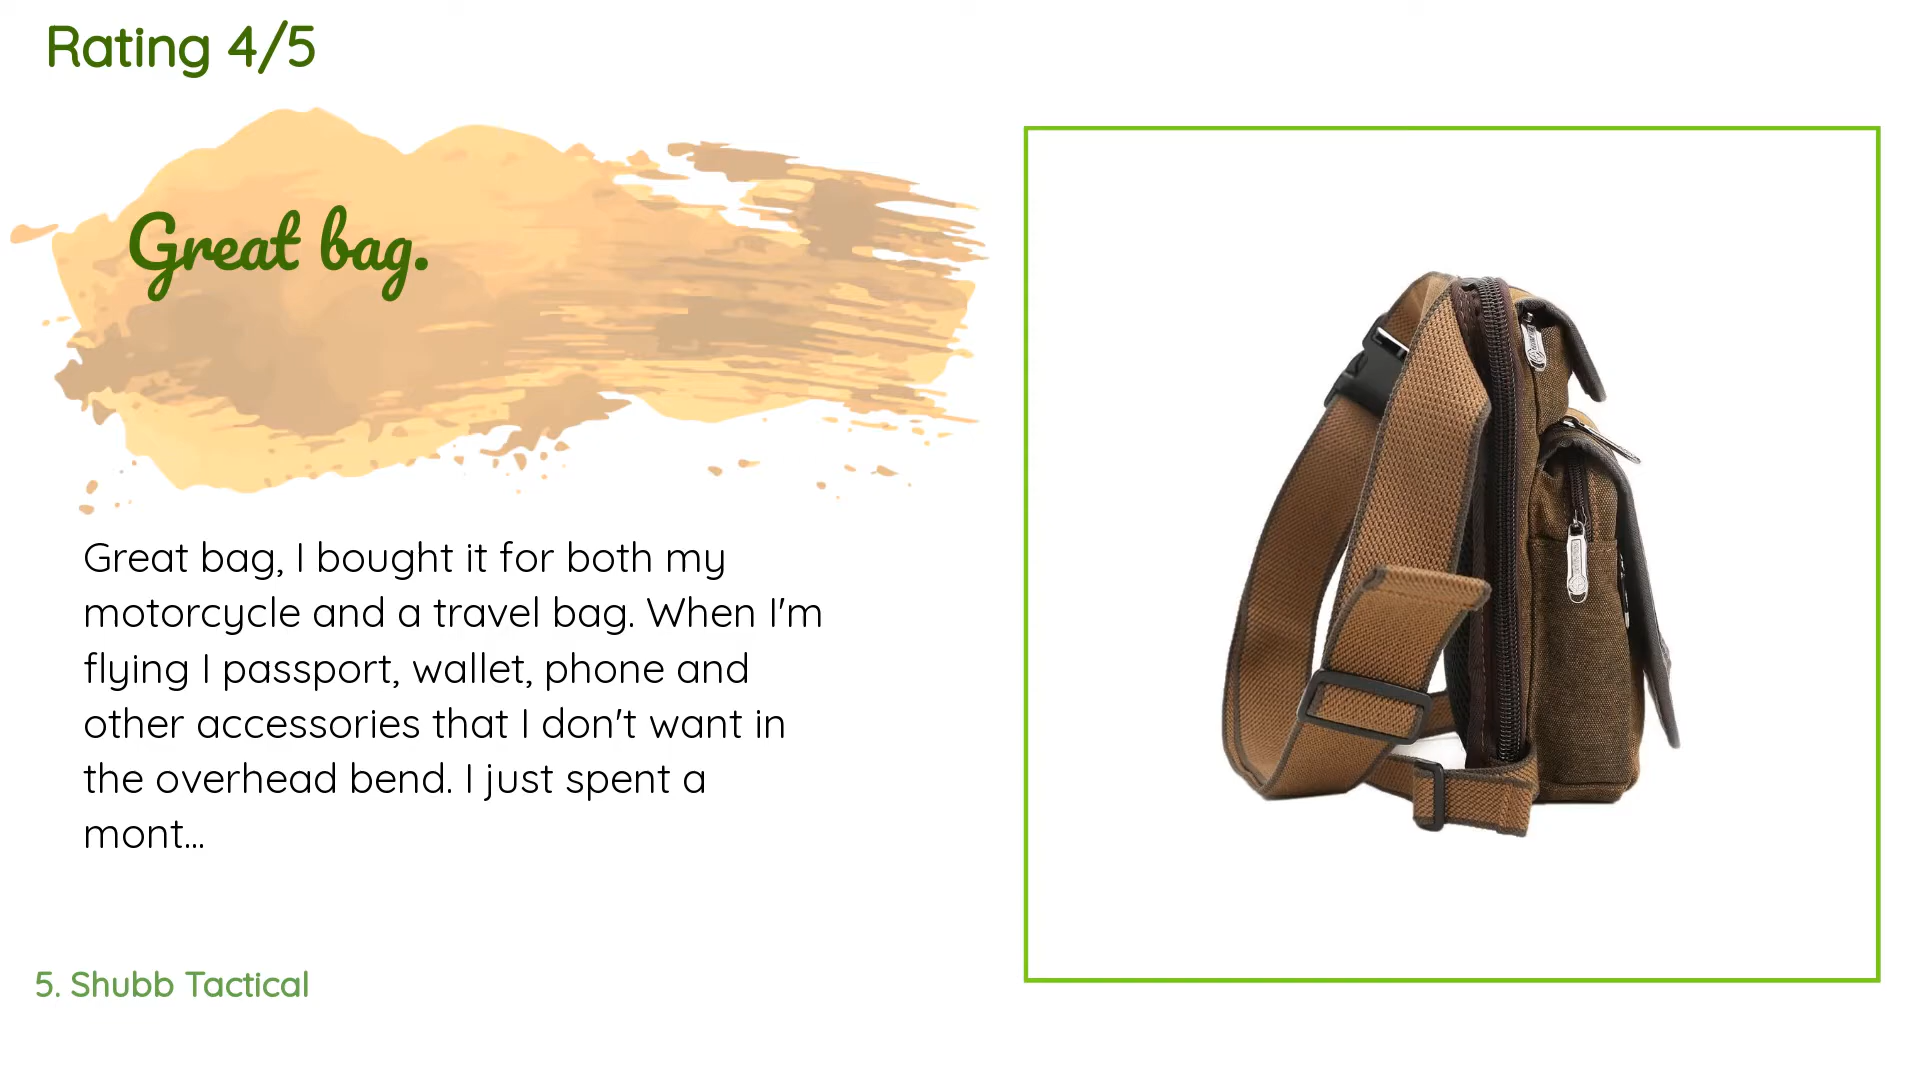 Rating 4/5
Great bag.
Great bag, I bought it for both my
motorcycle and a travel bag. When I'm
flying I passport, wallet, phone and
other accessories that I don't want in
the overhead bend. I just spent a
mont...
5. Shubb Tactical